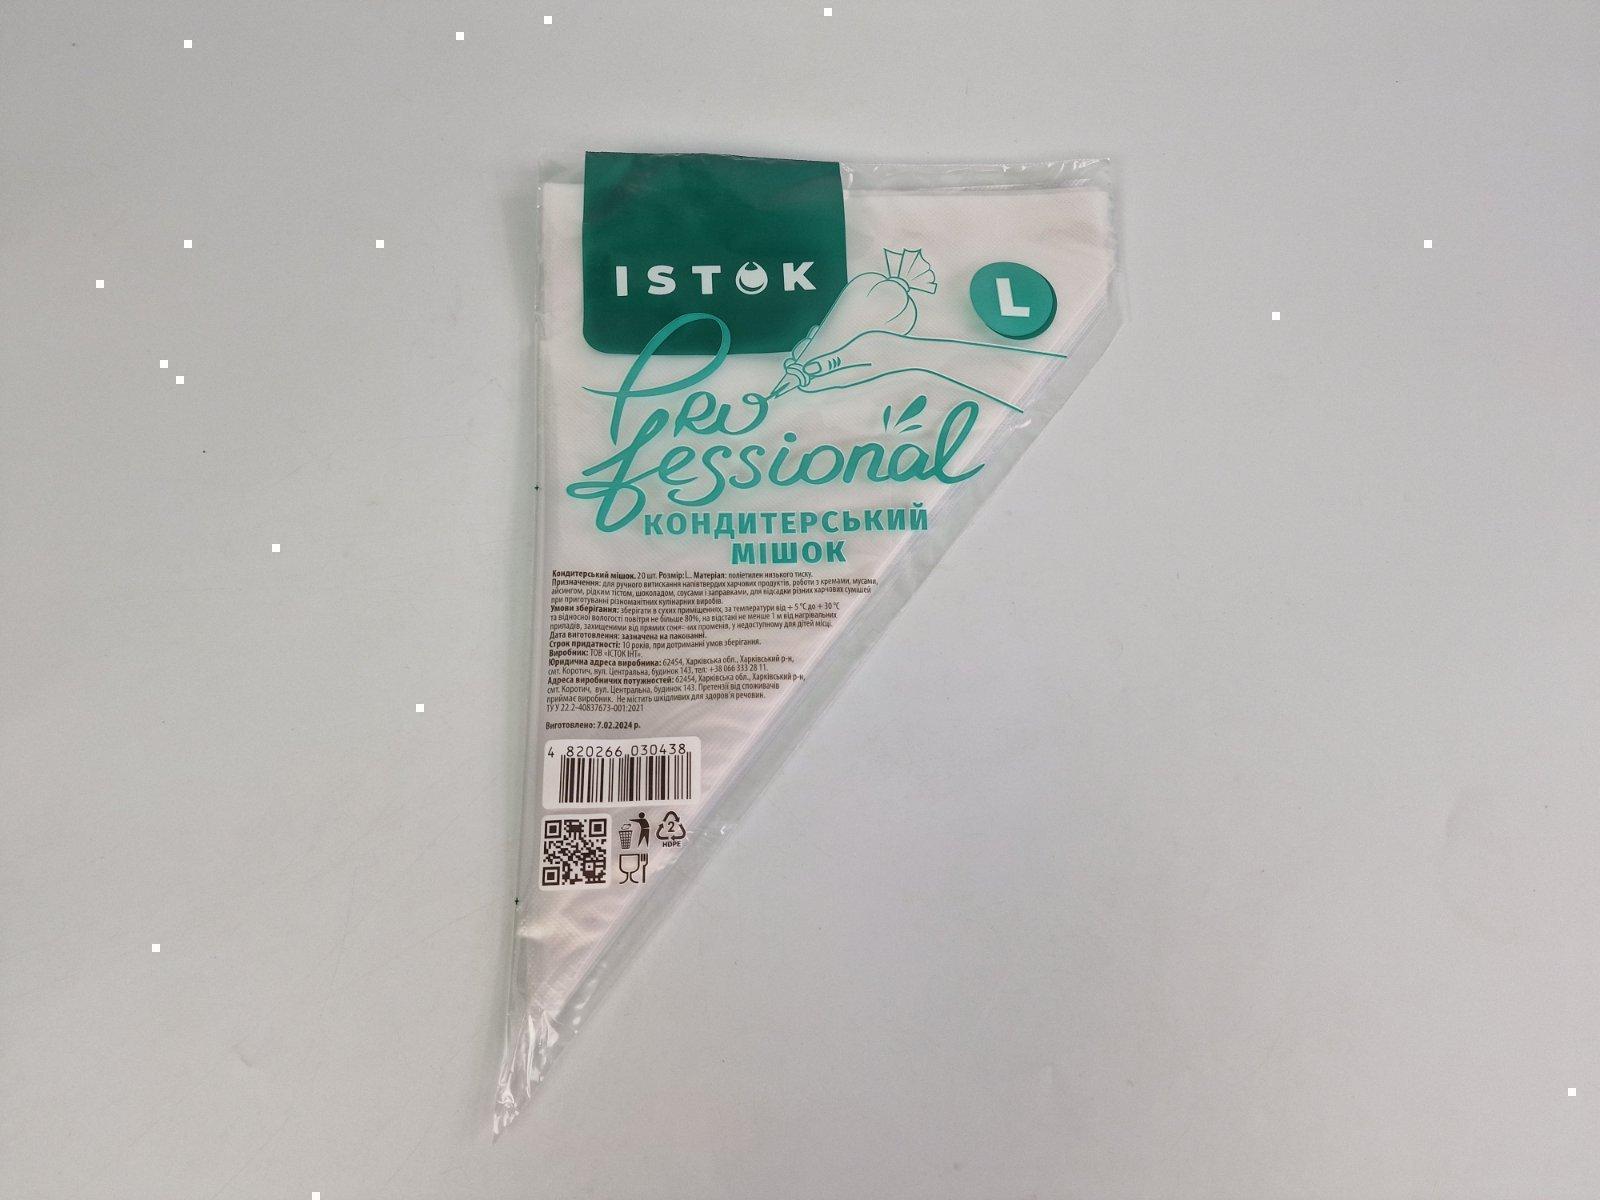 ISTOK
L
Professional
КОНДИТЕРСЬКИЙ
МІШОК
Кондитерський мішок. 20 шт. Розмір: L. Матеріал: поліетилен низького тиску.
Призначення: для ручного витискання напівтвердих харчових продуктів, роботи з кремами, мусами,
айсингом, рідким тістом, шоколадом, соусами і заправками, для відсадки різних харчових сумішей
при приготуванні різноманітних кулінарних виробів.
Умови зберігання: зберігати в сухих приміщеннях, за температури від + 5 °С до + 30 °С
та відносної вологості повітря не більше 80%, на відстані не менше 1 м від нагрівальних
приладів, захищеними від прямих променів, у недоступному для дітей місці.
Дата виготовлення: зазначена на пакованні.
Строк придатності: 10 років, при дотриманні умов зберігання.
Виробник: ТОВ «ІСТОК ІНТ».
Юридична адреса виробника: 62454, Харківська обл., Харківський р-н,
смт. Коротич, вул. Центральна, будинок 143, тел: +38 066 333 28 11.
Адреса виробничих потужностей: 62454, Харківська обл., Харківський р-н,
смт. Коротич, вул. Центральна, будинок 143. Претензії від споживачів
приймає виробник. Не містить шкідливих для здоров'я речовин.
ТУ У 22.2-40837673-001:2021
Виготовлено: 7.02.2024 р.
4 820266 030438
2
HDPE